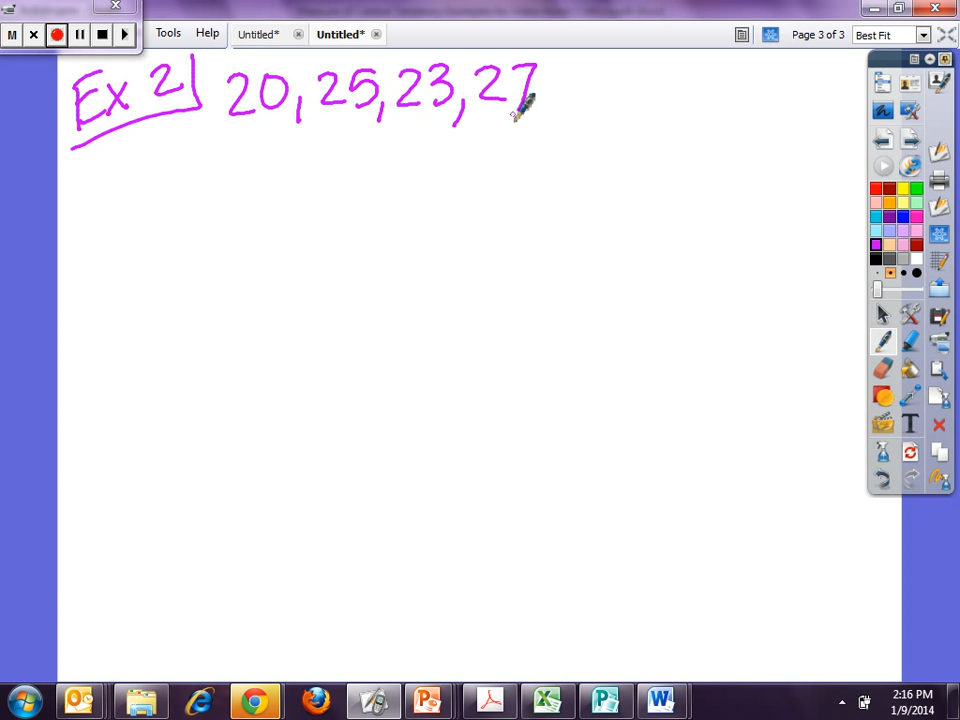 M
Tools Help Untitled* Untitled* Page 3 of 3 Best Fit
Ex 2 20, 25, 23, 27
T
2:16 PM
1/9/2014